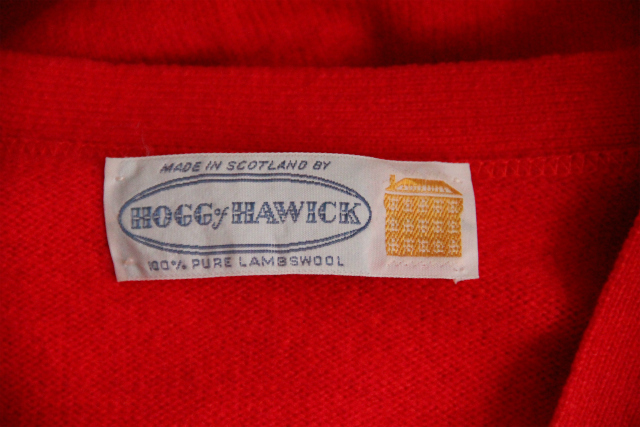 MADE IN SCOTLAND BY
HOGG of HAWICK
100% PURE LAMBSWOOL